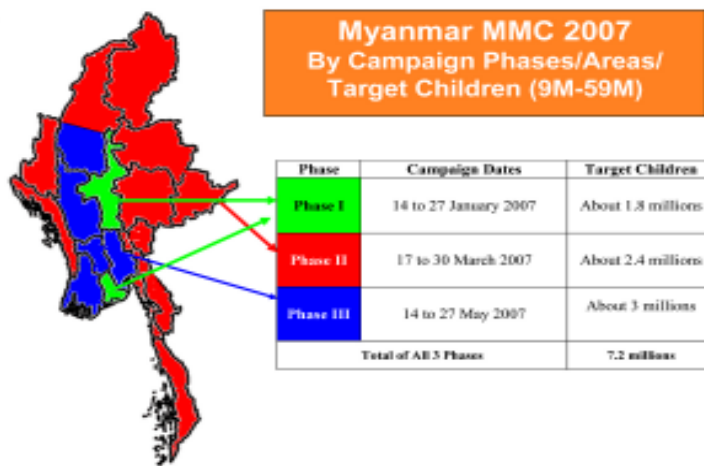 Myanmar MMC 2007
By Campaign Phases/Areas/
Target Children (9M-59M)
Phase Campaign Dates Target Children
Phase I 14 to 27 January 2007 About 1.8 millions
Phase II 17 to 30 March 2007 About 2.4 millions
Phase III 14 to 27 May 2007 About 3 millions
Total of All 3 Phases 7.2 millions